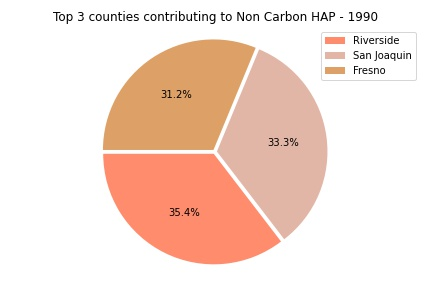 Top 3 counties contributing to Non Carbon HAP - 1990
Riverside
San Joaquin
Fresno
31.2%
33.3%
35.4%